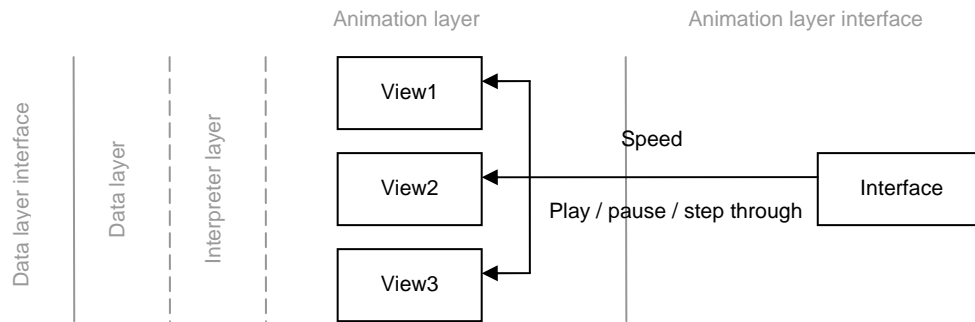 Animation layer
Animation layer interface
Data layer interface
Data layer
Interpreter layer
View1
Speed
View2
Interface
Play / pause / step through
View3